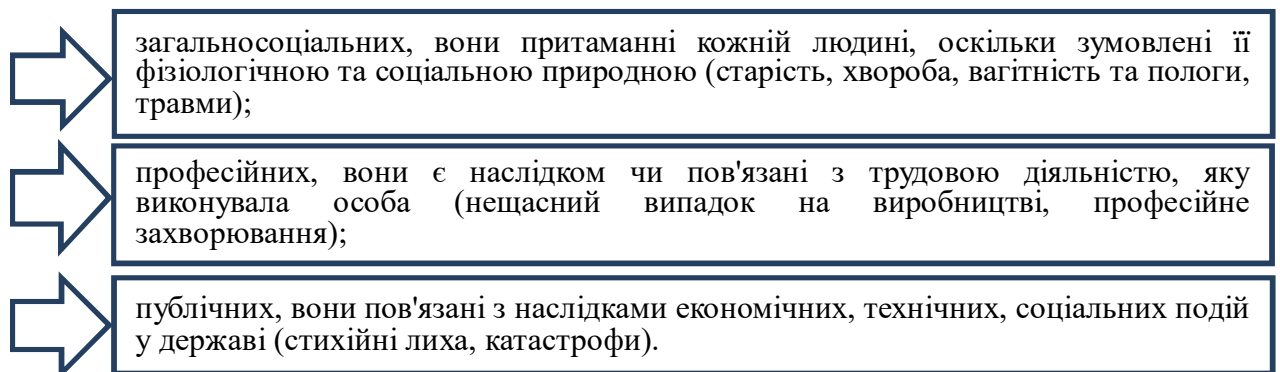 загальносоціальних, вони притаманні кожній людині, оскільки зумовлені її
фізіологічною та соціальною природною (старість, хвороба, вагітність та пологи,
травми);
професійних, вони є наслідком чи пов'язані з трудовою діяльністю, яку
виконувала особа (нещасний випадок на виробництві, професійне
захворювання);
публічних, вони пов'язані з наслідками економічних, технічних, соціальних подій
у державі (стихійні лиха, катастрофи).